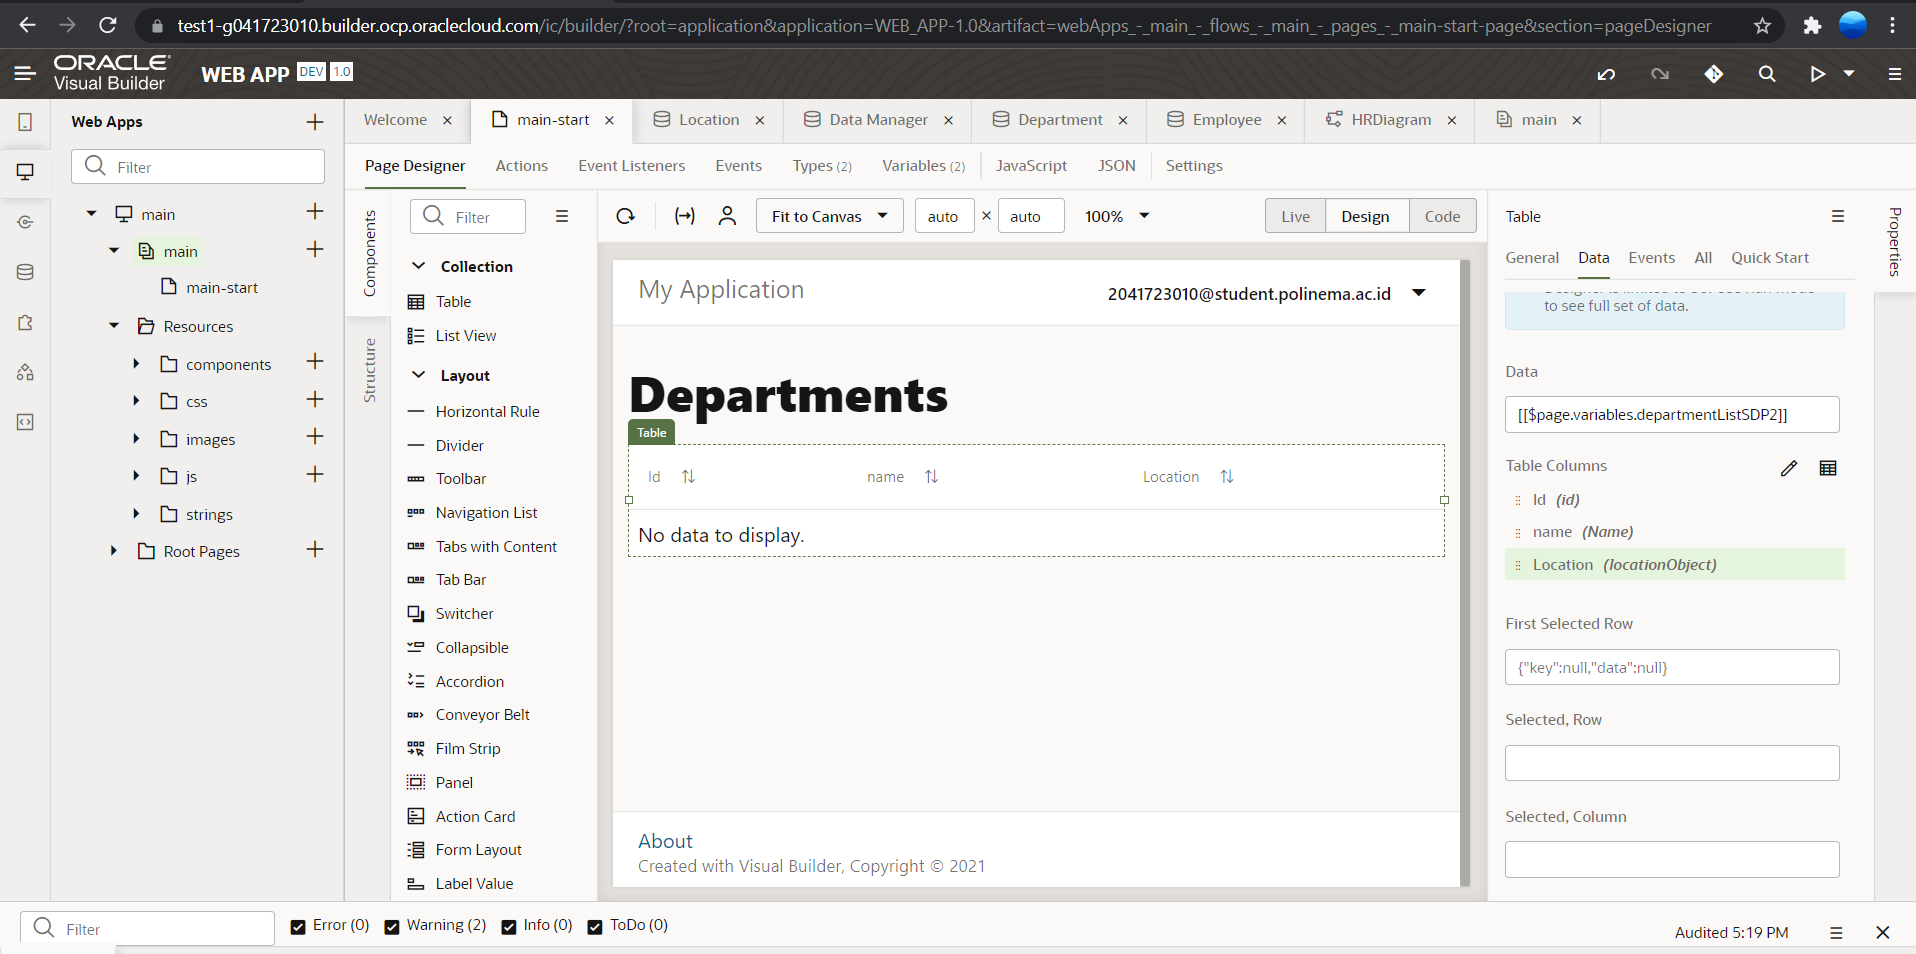 test1-g041723010.builder.ocp.oraclecloud.com/ic/builder/?root=application&application=WEB_APP-1.0&artifact=webApps_-_main_-_flows_-_main_-_pages_-_main-start-page&section=pageDesigner
ORACLE
Visual Builder
WEB APP DEV 1.0
Web Apps
Filter
main
main
main-start
Resources
components
css
images
js
strings
Root Pages
Welcome
main-start
Location
Data Manager
Department
Employee
HRDiagram
main
Page Designer
Actions
Event Listeners
Events
Types (2)
Variables (2)
JavaScript
JSON
Settings
Components
Structure
Filter
Collection
Table
List View
Layout
Horizontal Rule
Divider
Toolbar
Navigation List
Tabs with Content
Tab Bar
Switcher
Collapsible
Accordion
Conveyor Belt
Film Strip
Panel
Action Card
Form Layout
Label Value
Fit to Canvas
auto × auto
100%
Live
Design
Code
My Application
2041723010@student.polinema.ac.id
Departments
Table
Id
name
Location
No data to display.
About
Created with Visual Builder, Copyright © 2021
Table
Properties
General
Data
Events
All
Quick Start
to see full set of data.
Data
[[$page.variables.departmentListSDP2]]
Table Columns
Id (id)
name (Name)
Location (locationObject)
First Selected Row
{"key":null,"data":null}
Selected, Row
Selected, Column
Filter
Error (0)
Warning (2)
Info (0)
ToDo (0)
Audited 5:19 PM